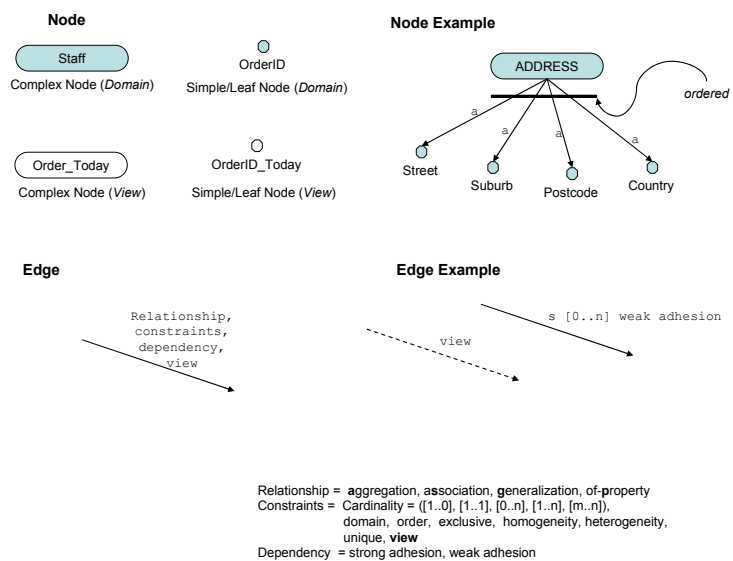 Node
Staff
Complex Node (Domain)
OrderID
Simple/Leaf Node (Domain)
Order_Today
Complex Node (View)
OrderID_Today
Simple/Leaf Node (View)
Node Example
ADDRESS
ordered
a
a
a
a
Street
Suburb
Postcode
Country
Edge
Relationship,
constraints,
dependency,
view
Edge Example
s [0..n] weak adhesion
view
Relationship = aggregation, association, generalization, of-property
Constraints = Cardinality = ([1..0], [1..1], [0..n], [1..n], [m..n]),
domain, order, exclusive, homogeneity, heterogeneity,
unique, view
Dependency = strong adhesion, weak adhesion